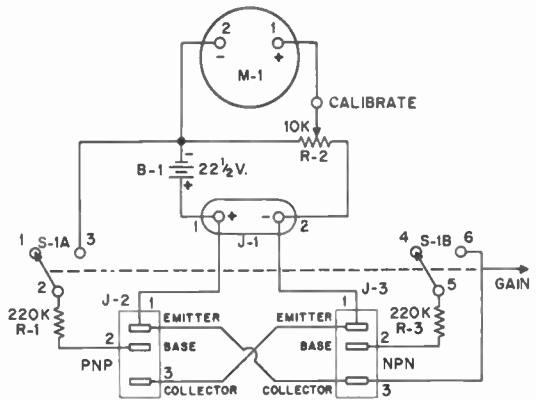 2 1
- +
M-1
CALIBRATE
10K
R-2
-
B-1 22 1/2 V.
+
1 + - 2
J-1
1 S-1A 3
4 S-1B 6
2
5
GAIN
J-2 1
J-3
1
220K
R-1
220K
R-3
EMITTER EMITTER
2 BASE BASE 2
PNP NPN
3
COLLECTOR COLLECTOR
3